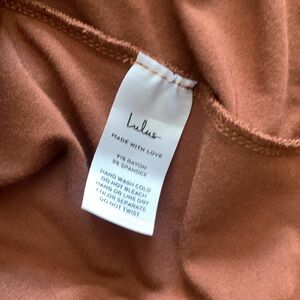 Lulus
MADE WITH LOVE
91% RAYON
9% SPANDEX
HAND WASH COLD
DO NOT BLEACH
HANG OR LINE DRY
COLOR SEPARATE
DO NOT TWIST